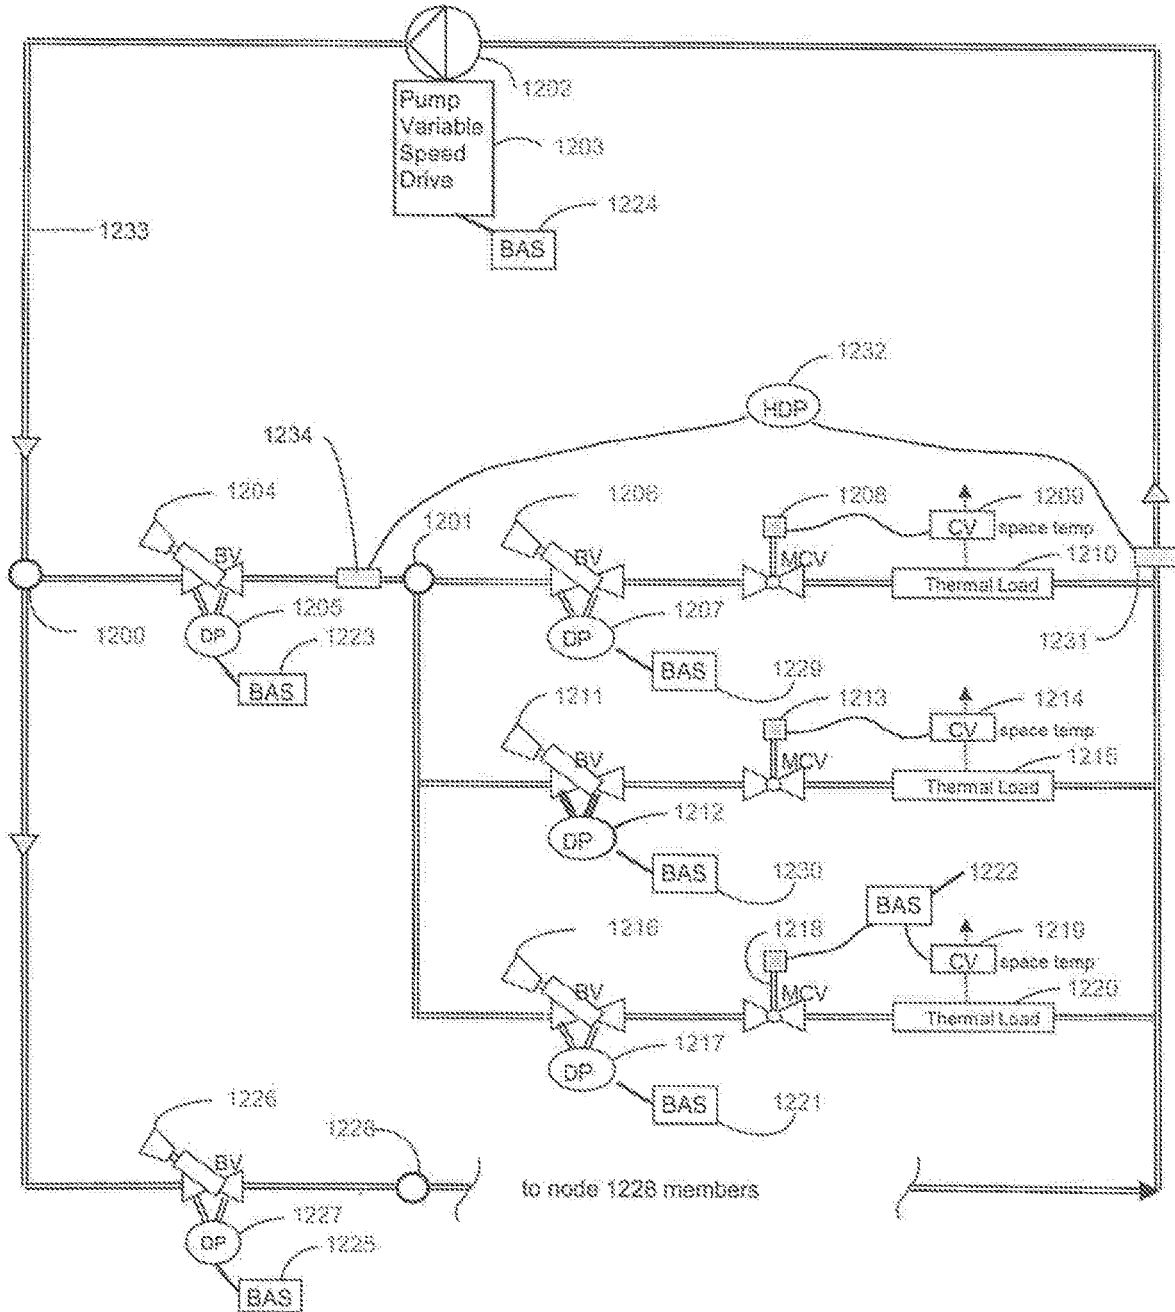 1202
Pump
Variable
Speed
Drive
1203
1224
BAS
1233
1232
HDP
1234
1204
1201
1206
1208
1209
CV
space temp
BV
BV
MCV
1210
Thermal Load
1200
1205
DP
1223
BAS
1207
DP
BAS
1229
1231
1211
1213
1214
CV
space temp
BV
MCV
1215
Thermal Load
1212
DP
BAS
1230
1222
BAS
1216
1218
1219
CV
space temp
BV
MCV
1220
Thermal Load
1217
DP
BAS
1221
1226
1228
BV
to node 1228 members
1227
DP
1225
BAS